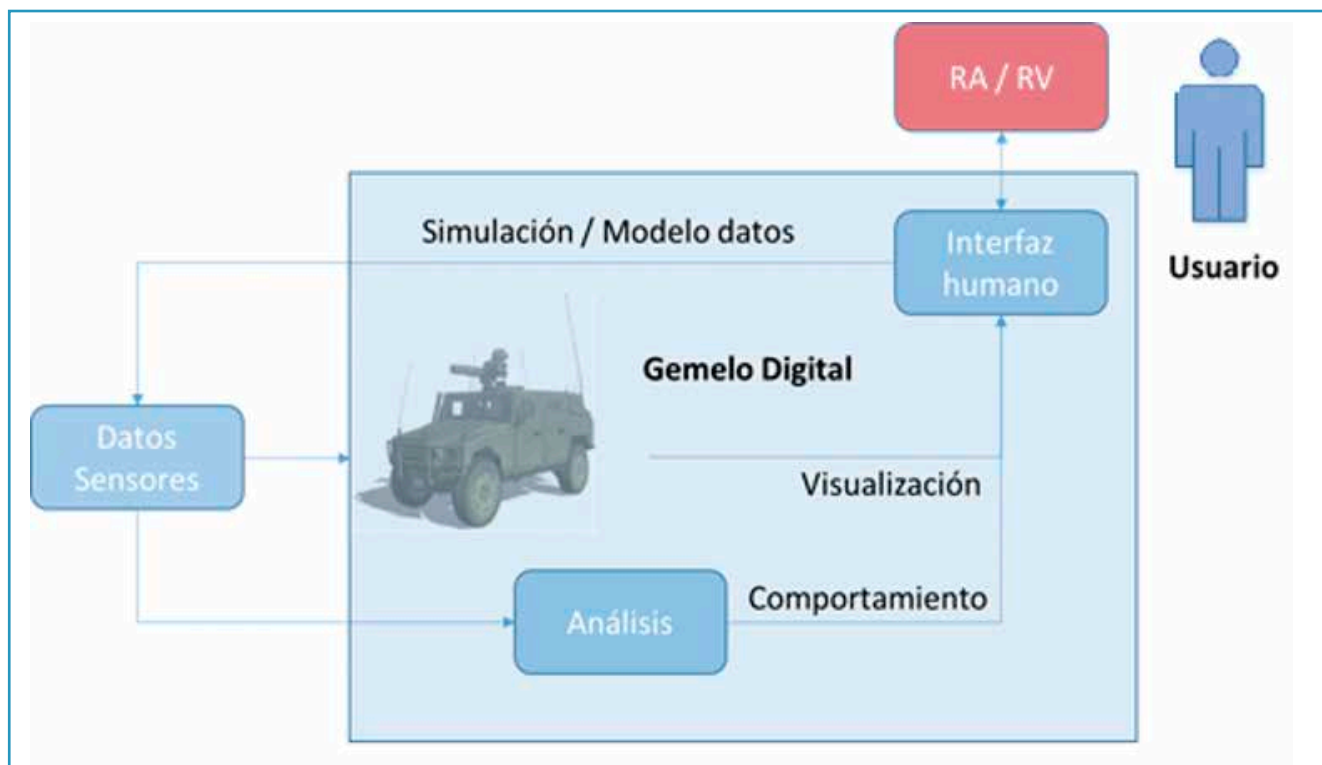 RA / RV
Simulación / Modelo datos
Interfaz
humano
Usuario
Gemelo Digital
Datos
Sensores
Visualización
Comportamiento
Análisis